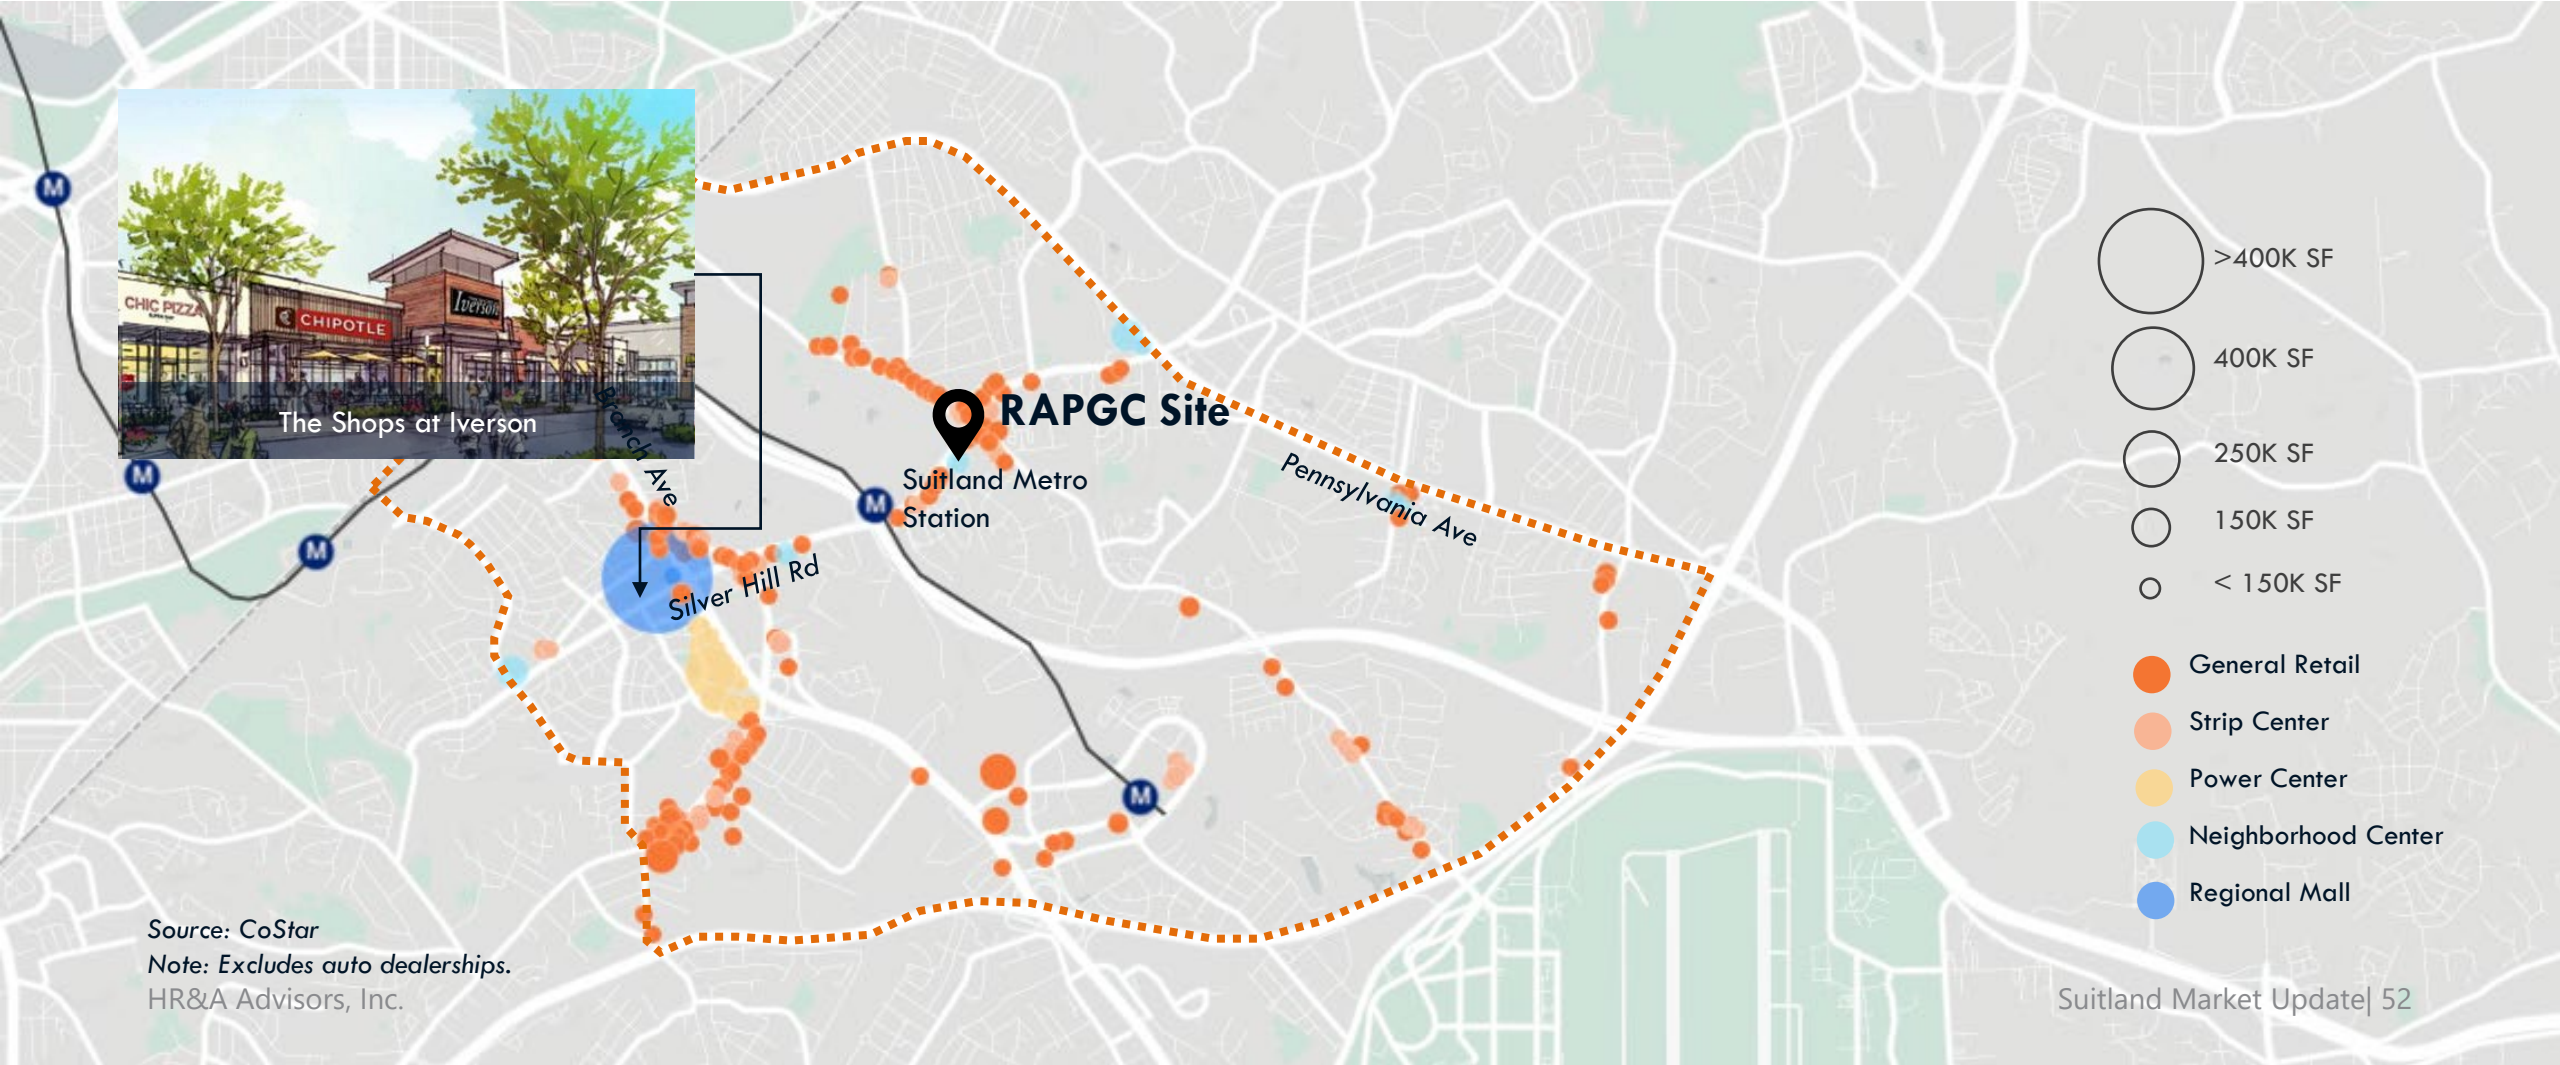 CHIC PIZZA
CHIPOTLE
Iverson
The Shops at Iverson
Branch Ave
M
M
M
M
M
RAPGC Site
Suitland Metro
Station
Silver Hill Rd
Pennsylvania Ave
>400K SF
400K SF
250K SF
150K SF
< 150K SF
General Retail
Strip Center
Power Center
Neighborhood Center
Regional Mall
Source: CoStar
Note: Excludes auto dealerships.
HR&A Advisors, Inc.
Suitland Market Update| 52